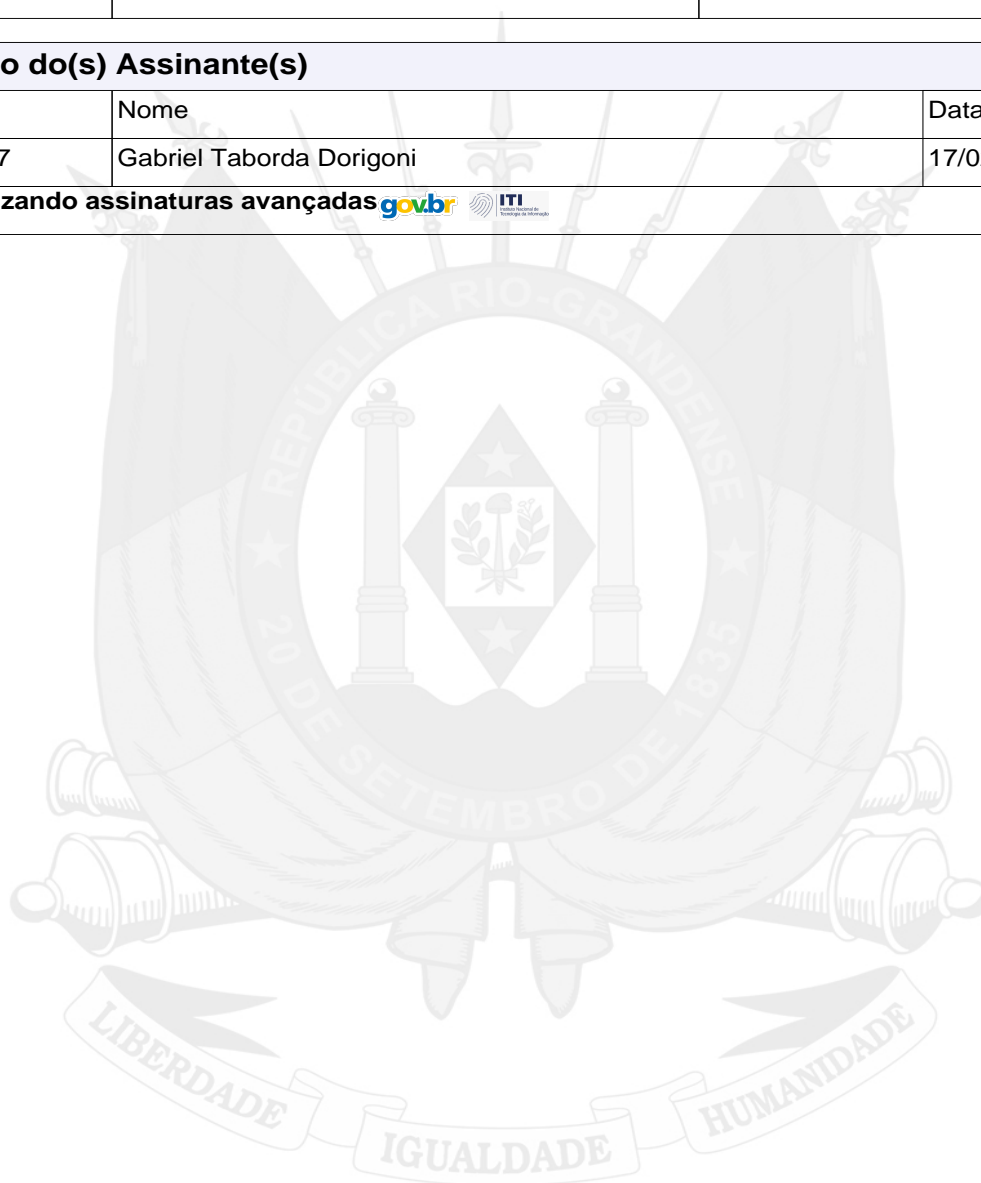 o do(s) Assinante(s)
Nome Data
7 Gabriel Taborda Dorigoni 17/0
zando assinaturas avançadas gov.br ITI
REPÚBLICA RIO-GRANDENSE
20 DE SETEMBRO DE 1835
LIBERDADE IGUALDADE HUMANIDADE